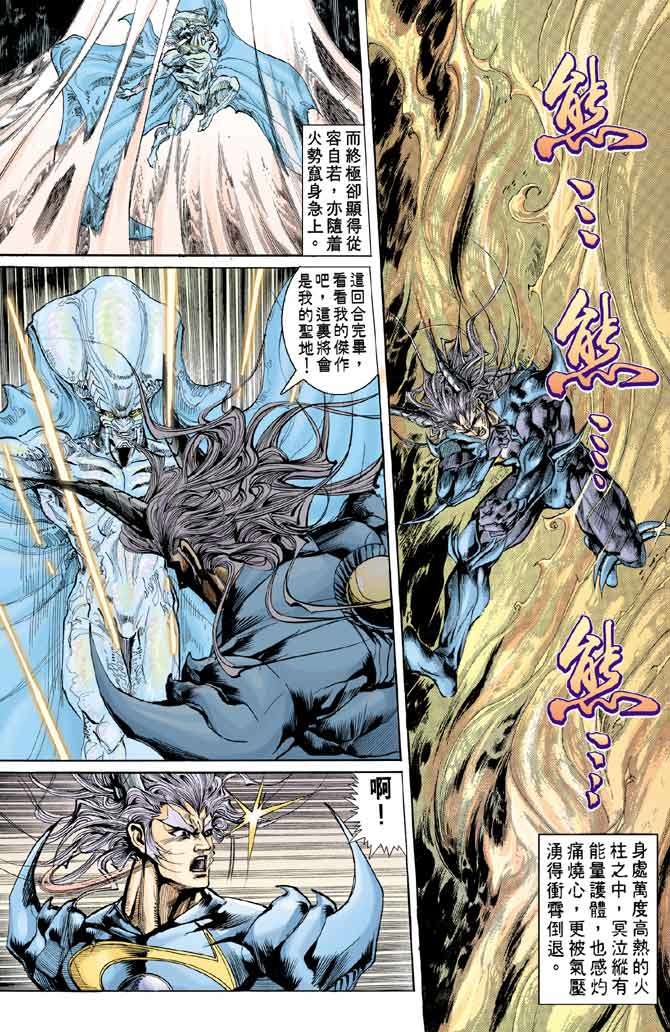 熊……熊……熊……
身處萬度高熱的火
柱之中，冥泣縱有
能量護體，也感灼
痛燒心，更被氣壓
湧得衝霄倒退。
而終極卻顯得從
容自若，亦隨着
火勢竄身急上。
這回合完畢，
看看我的傑作
吧，這裏將會
是我的聖地！
啊！